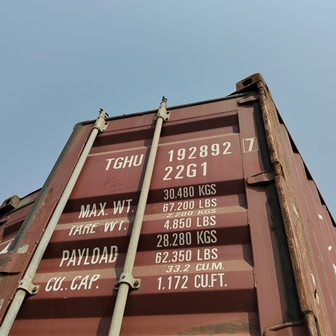 TGHU 192892 7
22G1
30.480 KGS
MAX. WT. 67.200 LBS
2.200 KGS
TARE WT. 4.850 LBS
28.280 KGS
PAYLOAD 62.350 LBS
33.2 CU.M.
CU. CAP. 1.172 CU.FT.